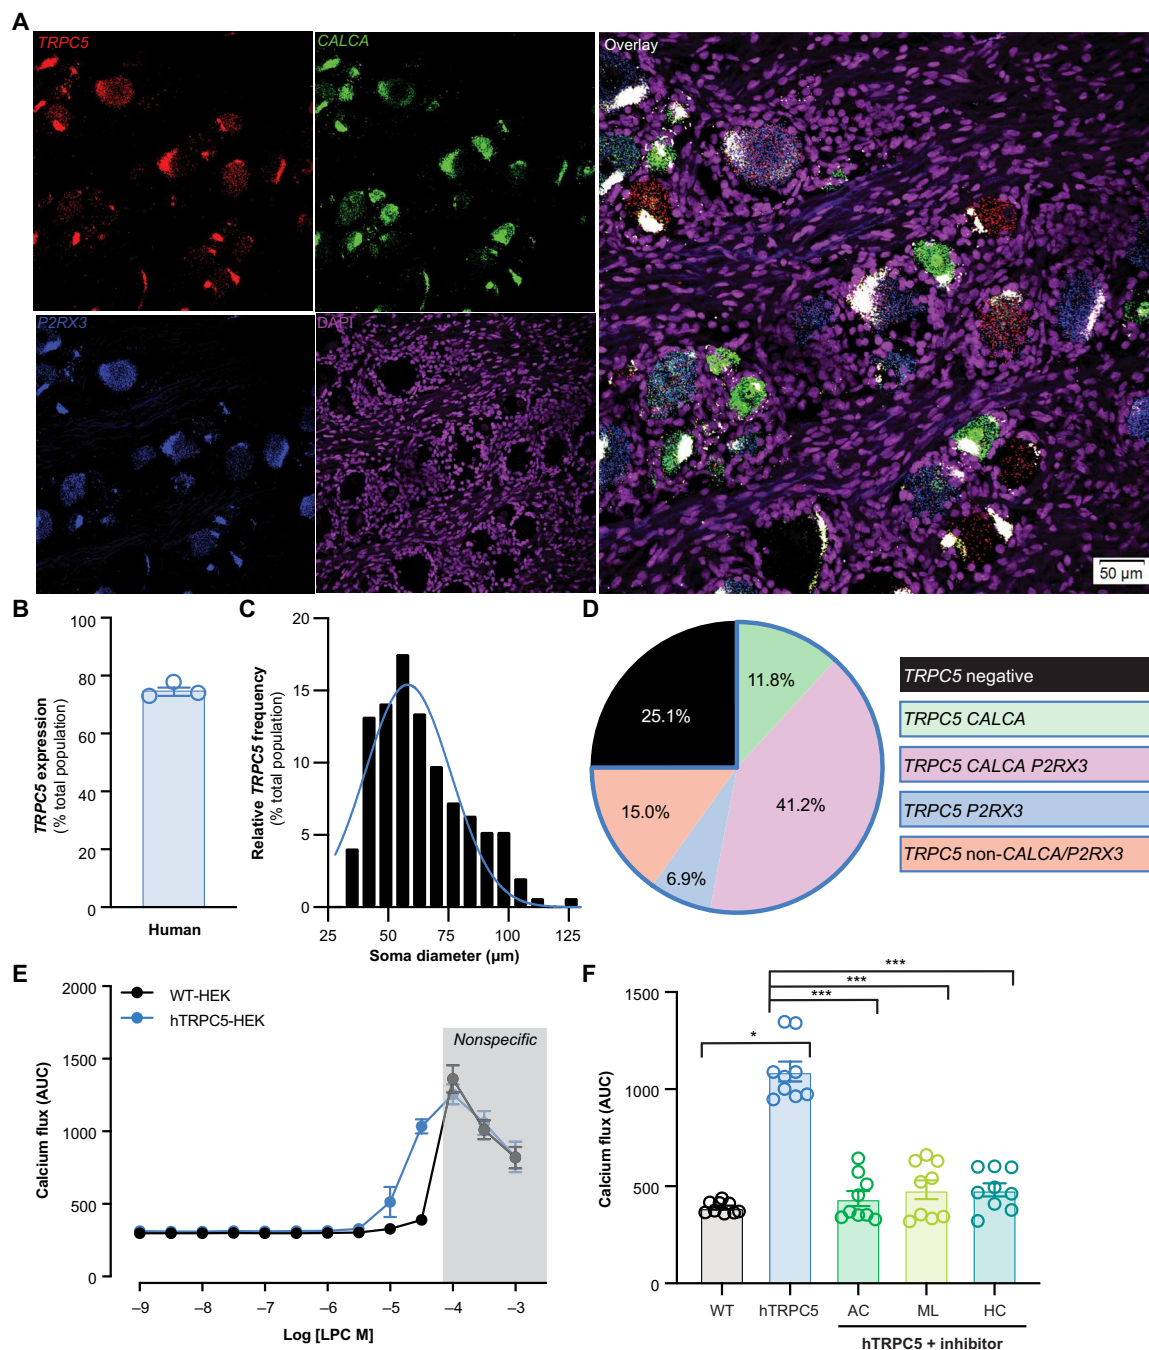 A
TRPC5
CALCA
Overlay
P2RX3
DAPI
50 µm
B
TRPC5 expression
(% total population)
100
80
60
40
20
0
Human
C
Relative TRPC5 frequency
(% total population)
20
15
10
5
0
25 50 75 100 125
Soma diameter (µm)
D
25.1%
11.8%
41.2%
6.9%
15.0%
TRPC5 negative
TRPC5 CALCA
TRPC5 CALCA P2RX3
TRPC5 P2RX3
TRPC5 non-CALCA/P2RX3
E
Calcium flux (AUC)
2000
1500
1000
500
0
WT-HEK
hTRPC5-HEK
Nonspecific
–9 –8 –7 –6 –5 –4 –3
Log [LPC M]
F
Calcium flux (AUC)
1500
1000
500
0
***
***
***
*
WT hTRPC5 AC ML HC
hTRPC5 + inhibitor